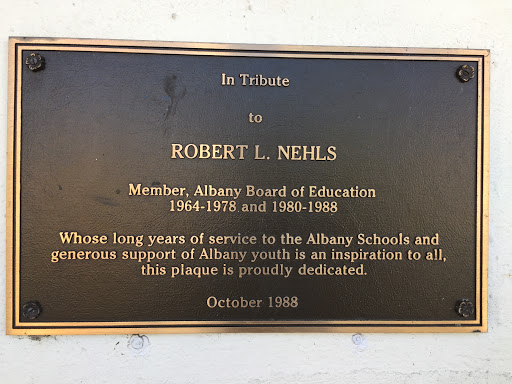 In Tribute
to
ROBERT L. NEHLS
Member, Albany Board of Education
1964-1978 and 1980-1988
Whose long years of service to the Albany Schools and
generous support of Albany youth is an inspiration to all,
this plaque is proudly dedicated.
October 1988